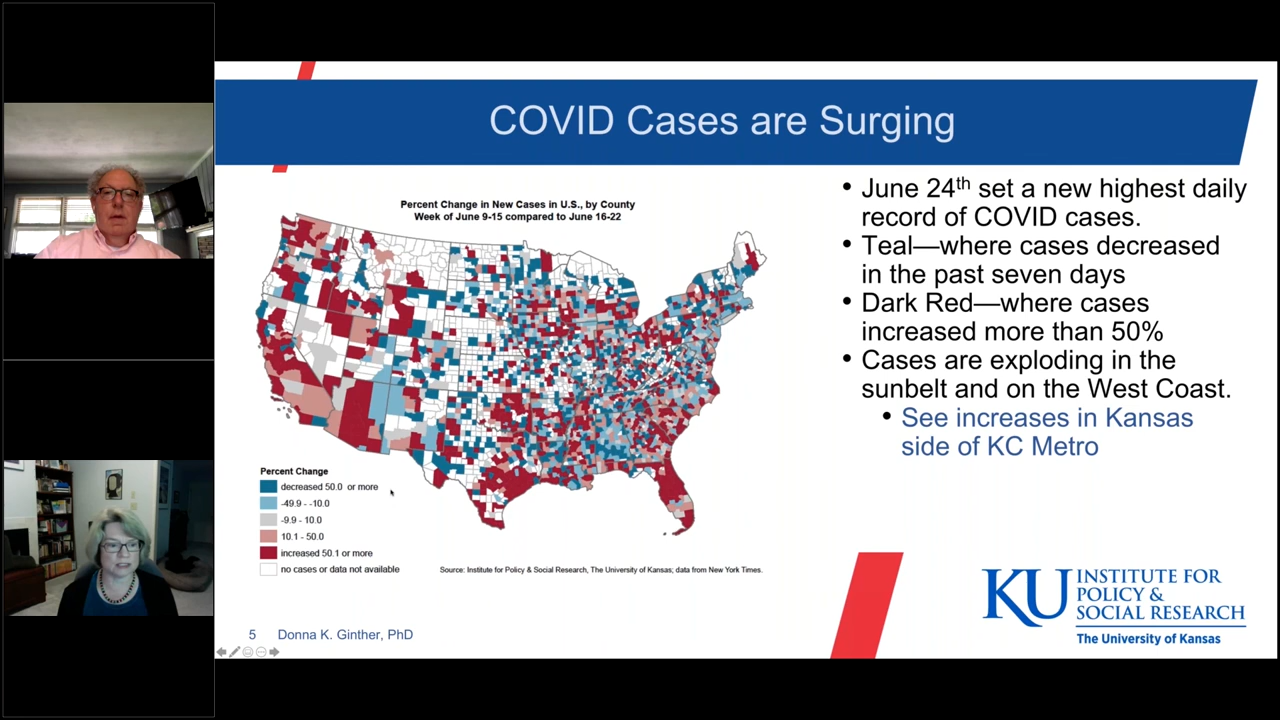 COVID Cases are Surging
Percent Change in New Cases in U.S., by County
Week of June 9-15 compared to June 16-22
Percent Change
decreased 50.0 or more
-49.9 - -10.0
-9.9 - 10.0
10.1 - 50.0
increased 50.1 or more
no cases or data not available
Source: Institute for Policy & Social Research, The University of Kansas; data from New York Times.
• June 24th set a new highest daily
record of COVID cases.
• Teal—where cases decreased
in the past seven days
• Dark Red—where cases
increased more than 50%
• Cases are exploding in the
sunbelt and on the West Coast.
• See increases in Kansas
side of KC Metro
5 Donna K. Ginther, PhD
KU INSTITUTE FOR
POLICY &
SOCIAL RESEARCH
The University of Kansas